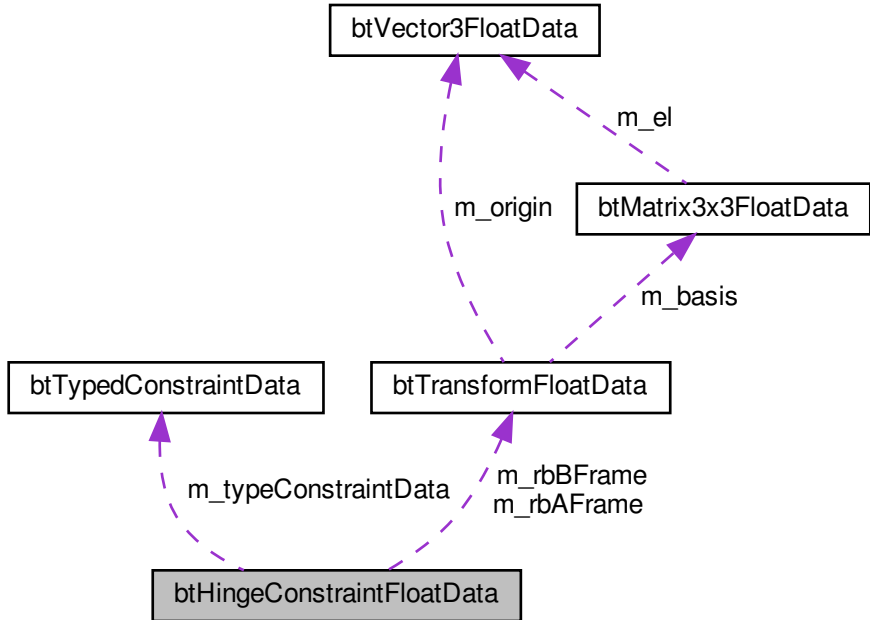 btVector3FloatData
m_el
btMatrix3x3FloatData
m_origin
m_basis
btTypedConstraintData
btTransformFloatData
m_typeConstraintData
m_rbBFrame
m_rbAFrame
btHingeConstraintFloatData